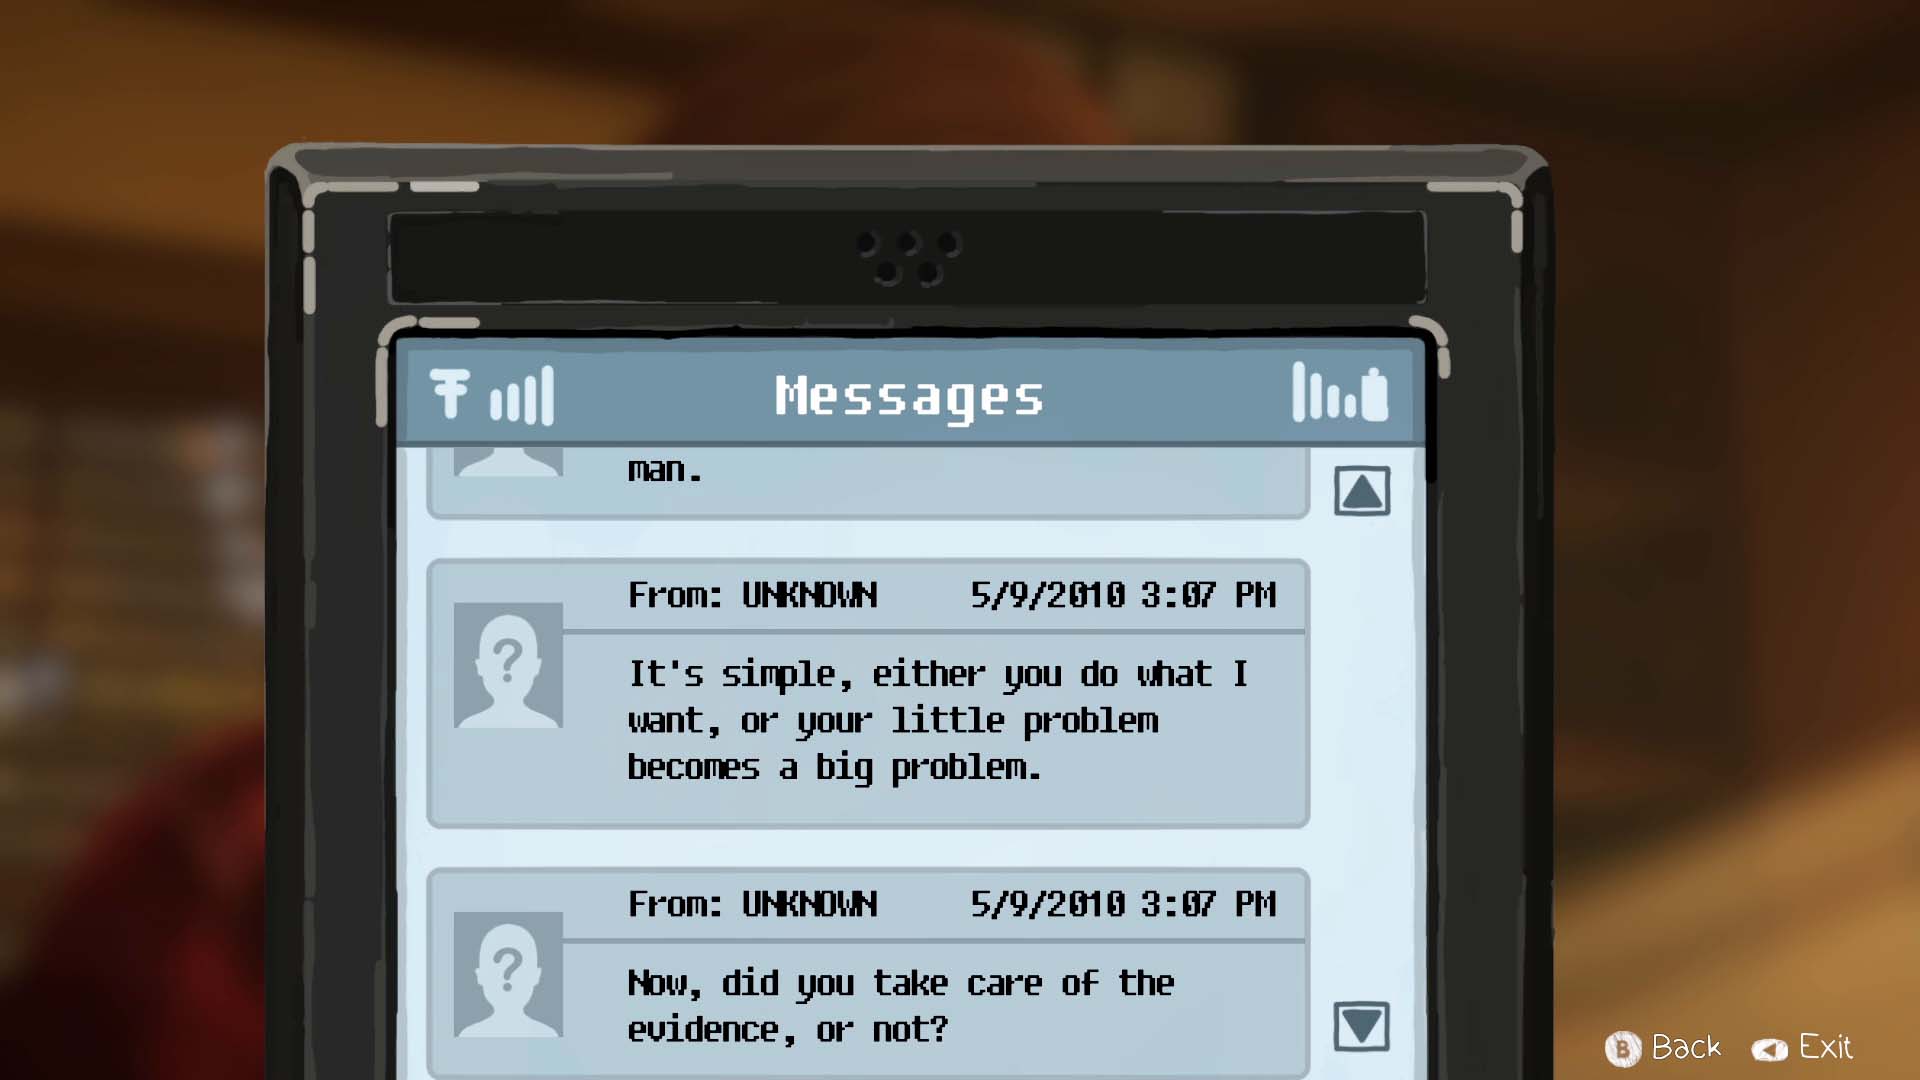 Messages
man.
From: UNKNOWN 5/9/2010 3:07 PM
It's simple, either you do what I
want, or your little problem
becomes a big problem.
From: UNKNOWN 5/9/2010 3:07 PM
Now, did you take care of the
evidence, or not?
B Back Exit